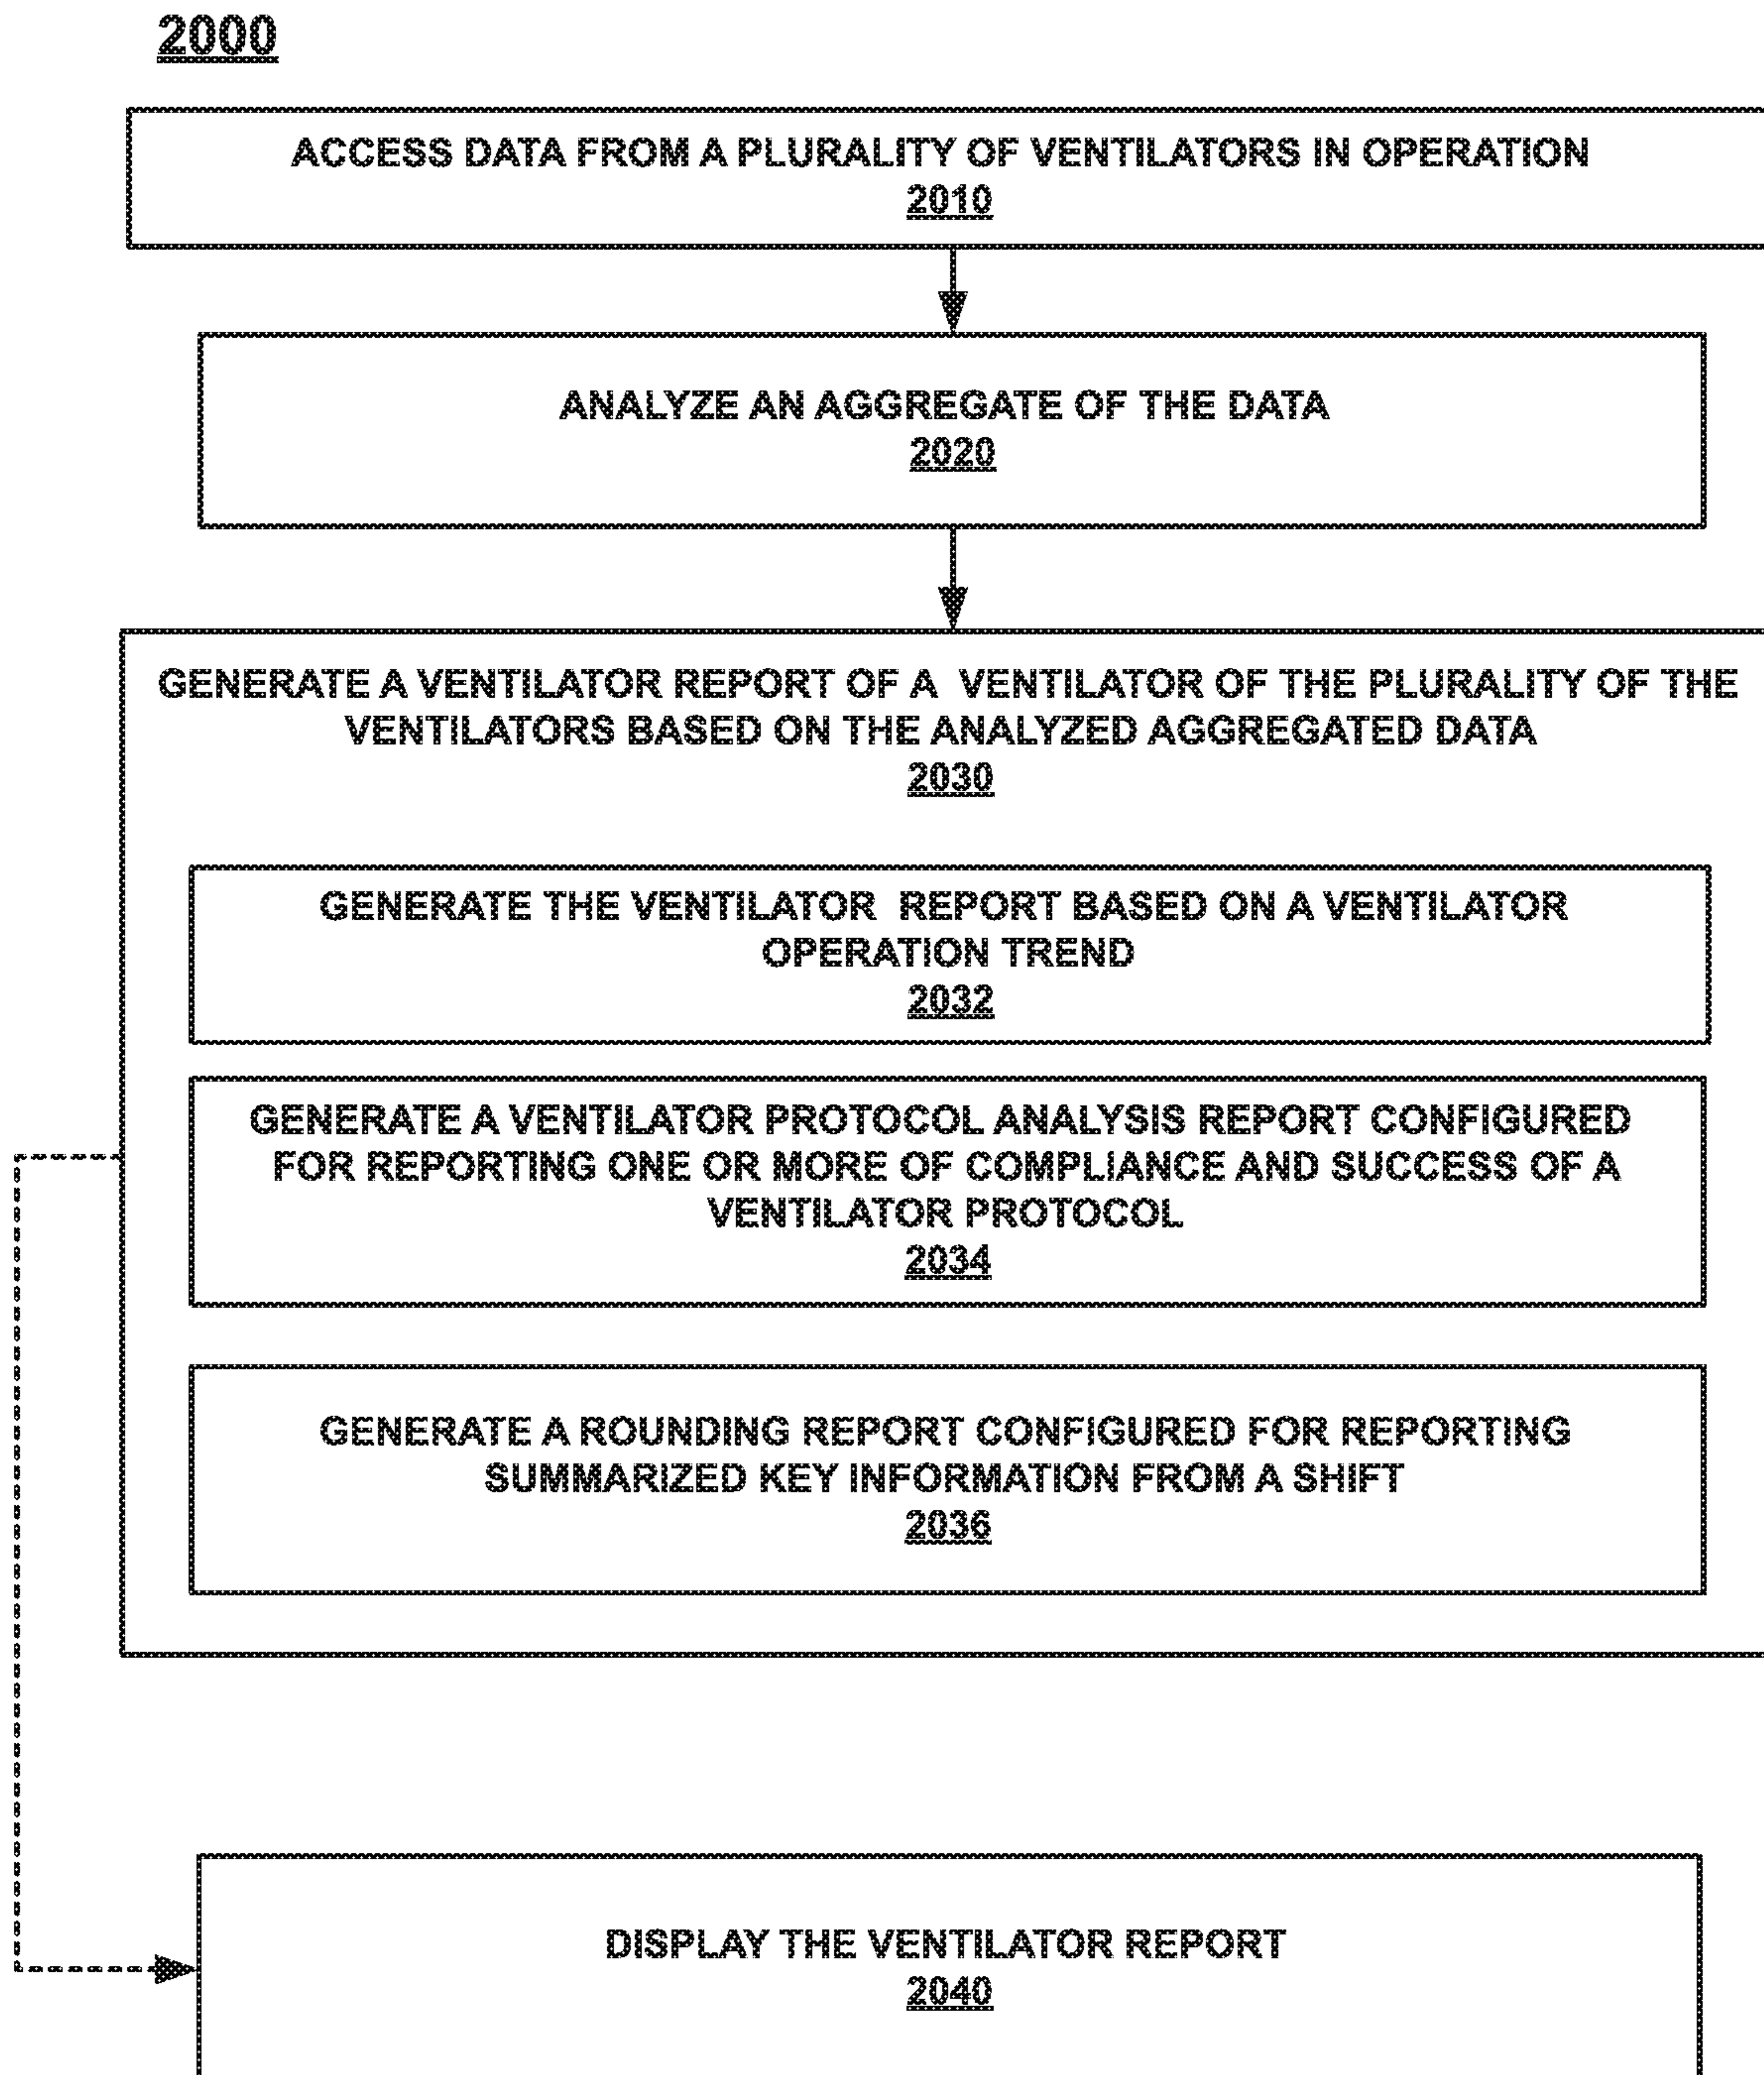 2000
ACCESS DATA FROM A PLURALITY OF VENTILATORS IN OPERATION
2010
ANALYZE AN AGGREGATE OF THE DATA
2020
GENERATE A VENTILATOR REPORT OF A VENTILATOR OF THE PLURALITY OF THE
VENTILATORS BASED ON THE ANALYZED AGGREGATED DATA
2030
GENERATE THE VENTILATOR REPORT BASED ON A VENTILATOR
OPERATION TREND
2032
GENERATE A VENTILATOR PROTOCOL ANALYSIS REPORT CONFIGURED
FOR REPORTING ONE OR MORE OF COMPLIANCE AND SUCCESS OF A
VENTILATOR PROTOCOL
2034
GENERATE A ROUNDING REPORT CONFIGURED FOR REPORTING
SUMMARIZED KEY INFORMATION FROM A SHIFT
2036
DISPLAY THE VENTILATOR REPORT
2040